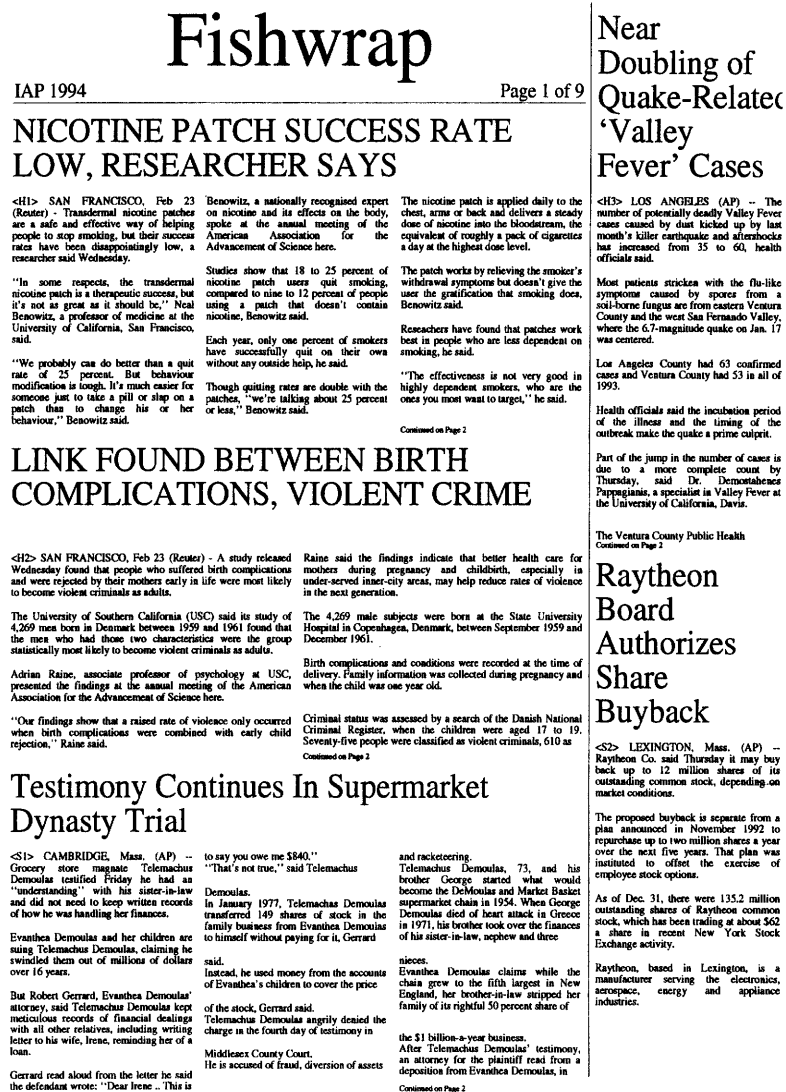 Fishwrap
IAP 1994
Page 1 of 9
NICOTINE PATCH SUCCESS RATE
LOW, RESEARCHER SAYS
<H1> SAN FRANCISCO, Feb 23
(Reuter) - Transdermal nicotine patches
are a safe and effective way of helping
people to stop smoking, but their success
rates have been disappointingly low, a
researcher said Wednesday.
"In some respects, the transdermal
nicotine patch is a therapeutic success, but
it's not as great as it should be," Neal
Benowitz, a professor of medicine at the
University of California, San Francisco,
said.
"We probably can do better than a quit
rate of 25 percent. But behaviour
modification is tough. It's much easier for
someone just to take a pill or slap on a
patch than to change his or her
behaviour," Benowitz said.
Benowitz, a nationally recognised expert
on nicotine and its effects on the body,
spoke at the annual meeting of the
American Association for the
Advancement of Science here.
Studies show that 18 to 25 percent of
nicotine patch users quit smoking,
compared to nine to 12 percent of people
using a patch that doesn't contain
nicotine, Benowitz said.
Each year, only one percent of smokers
have successfully quit on their own
without any outside help, he said.
Though quitting rates are double with the
patches, "we're talking about 25 percent
or less," Benowitz said.
The nicotine patch is applied daily to the
chest, arms or back and delivers a steady
dose of nicotine into the bloodstream, the
equivalent of roughly a pack of cigarettes
a day at the highest dose level.
The patch works by relieving the smoker's
withdrawal symptoms but doesn't give the
user the gratification that smoking does,
Benowitz said.
Reseachers have found that patches work
best in people who are less dependent on
smoking, he said.
"The effectiveness is not very good in
highly dependent smokers, who are the
ones you most want to target," he said.
Continued on Page 2
LINK FOUND BETWEEN BIRTH
COMPLICATIONS, VIOLENT CRIME
<H2> SAN FRANCISCO, Feb 23 (Reuter) - A study released
Wednesday found that people who suffered birth complications
and were rejected by their mothers early in life were most likely
to become violent criminals as adults.
The University of Southern California (USC) said its study of
4,269 men born in Denmark between 1959 and 1961 found that
the men who had those two characteristics were the group
statistically most likely to become violent criminals as adults.
Adrian Raine, associate professor of psychology at USC,
presented the findings at the annual meeting of the American
Association for the Advancement of Science here.
"Our findings show that a raised rate of violence only occurred
when birth complications were combined with early child
rejection," Raine said.
Raine said the findings indicate that better health care for
mothers during pregnancy and childbirth, especially in
under-served inner-city areas, may help reduce rates of violence
in the next generation.
The 4,269 male subjects were born at the State University
Hospital in Copenhagen, Denmark, between September 1959 and
December 1961.
Birth complications and conditions were recorded at the time of
delivery. Family information was collected during pregnancy and
when the child was one year old.
Criminal status was assessed by a search of the Danish National
Criminal Register, when the children were aged 17 to 19.
Seventy-five people were classified as violent criminals, 610 as
Continued on Page 2
Testimony Continues In Supermarket
Dynasty Trial
<S1> CAMBRIDGE, Mass. (AP) --
Grocery store magnate Telemachus
Demoulas testified Friday he had an
"understanding" with his sister-in-law
and did not need to keep written records
of how he was handling her finances.
Evanthea Demoulas and her children are
suing Telemachus Demoulas, claiming he
swindled them out of millions of dollars
over 16 years.
But Robert Gerrard, Evanthea Demoulas'
attorney, said Telemachus Demoulas kept
meticulous records of financial dealings
with all other relatives, including writing
letter to his wife, Irene, reminding her of a
loan.
Gerrard read aloud from the letter he said
the defendant wrote: "Dear Irene .. This is
to say you owe me $840."
"That's not true," said Telemachus
Demoulas.
In January 1977, Telemachus Demoulas
transferred 149 shares of stock in the
family business from Evanthea Demoulas
to himself without paying for it, Gerrard
said.
Instead, he used money from the accounts
of Evanthea's children to cover the price
of the stock, Gerrard said.
Telemachus Demoulas angrily denied the
charge in the fourth day of testimony in
Middlesex County Court.
He is accused of fraud, diversion of assets
and racketeering.
Telemachus Demoulas, 73, and his
brother George started what would
become the DeMoulas and Market Basket
supermarket chain in 1954. When George
Demoulas died of heart attack in Greece
in 1971, his brother took over the finances
of his sister-in-law, nephew and three
nieces.
Evanthea Demoulas claims while the
chain grew to the fifth largest in New
England, her brother-in-law stripped her
family of its rightful 50 percent share of
the $1 billion-a-year business.
After Telemachus Demoulas' testimony,
an attorney for the plaintiff read from a
deposition from Evanthea Demoulas, in
Continued on Page 2
Near
Doubling of
Quake-Related
'Valley
Fever' Cases
<H3> LOS ANGELES (AP) -- The
number of potentially deadly Valley Fever
cases caused by dust kicked up by last
month's killer earthquake and aftershocks
has increased from 35 to 60, health
officials said.
Most patients stricken with the flu-like
symptoms caused by spores from a
soil-borne fungus are from eastern Ventura
County and the west San Fernando Valley,
where the 6.7-magnitude quake on Jan. 17
was centered.
Los Angeles County had 63 confirmed
cases and Ventura County had 53 in all of
1993.
Health officials said the incubation period
of the illness and the timing of the
outbreak make the quake a prime culprit.
Part of the jump in the number of cases is
due to a more complete count by
Thursday, said Dr. Demostahenes
Pappagianis, a specialist in Valley Fever at
the University of California, Davis.
The Ventura County Public Health
Continued on Page 2
Raytheon
Board
Authorizes
Share
Buyback
<S2> LEXINGTON, Mass. (AP) --
Raytheon Co. said Thursday it may buy
back up to 12 million shares of its
outstanding common stock, depending on
market conditions.
The proposed buyback is separate from a
plan announced in November 1992 to
repurchase up to two million shares a year
over the next five years. That plan was
instituted to offset the exercise of
employee stock options.
As of Dec. 31, there were 135.2 million
outstanding shares of Raytheon common
stock, which has been trading at about $62
a share in recent New York Stock
Exchange activity.
Raytheon, based in Lexington, is a
manufacturer serving the electronics,
aerospace, energy and appliance
industries.